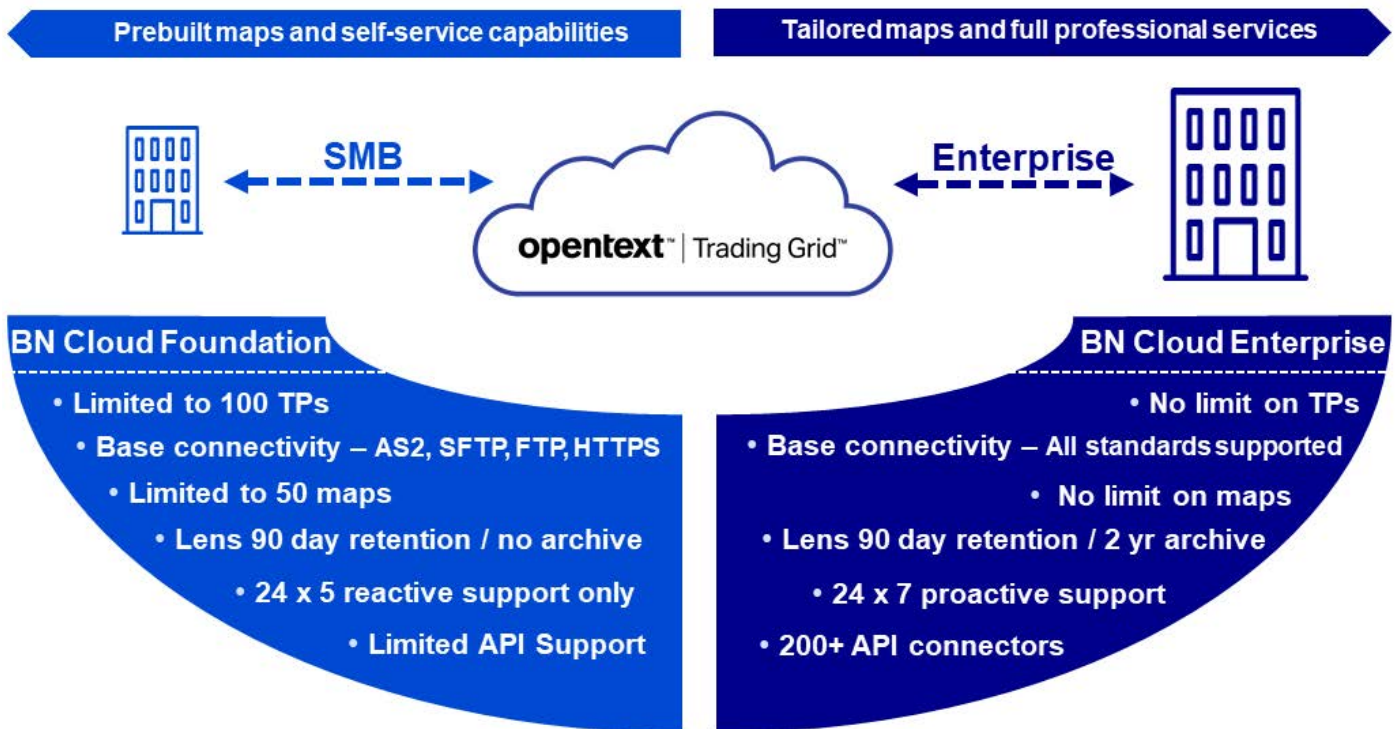 Prebuilt maps and self-service capabilities
Tailored maps and full professional services
SMB
opentext™ | Trading Grid™
Enterprise
BN Cloud Foundation
• Limited to 100 TPs
• Base connectivity – AS2, SFTP, FTP, HTTPS
• Limited to 50 maps
• Lens 90 day retention / no archive
• 24 x 5 reactive support only
• Limited API Support
BN Cloud Enterprise
• No limit on TPs
• Base connectivity – All standards supported
• No limit on maps
• Lens 90 day retention / 2 yr archive
• 24 x 7 proactive support
• 200+ API connectors